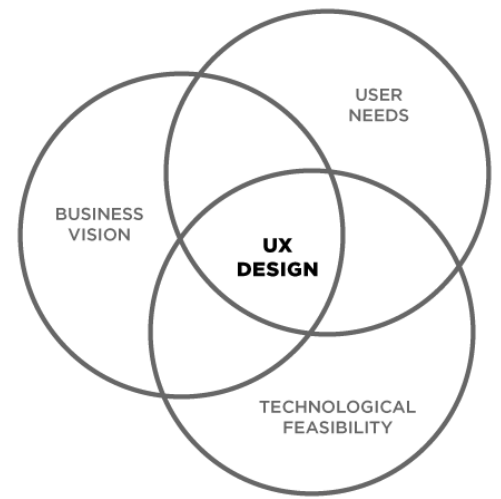 USER
NEEDS
BUSINESS
VISION
UX
DESIGN
TECHNOLOGICAL
FEASIBILITY